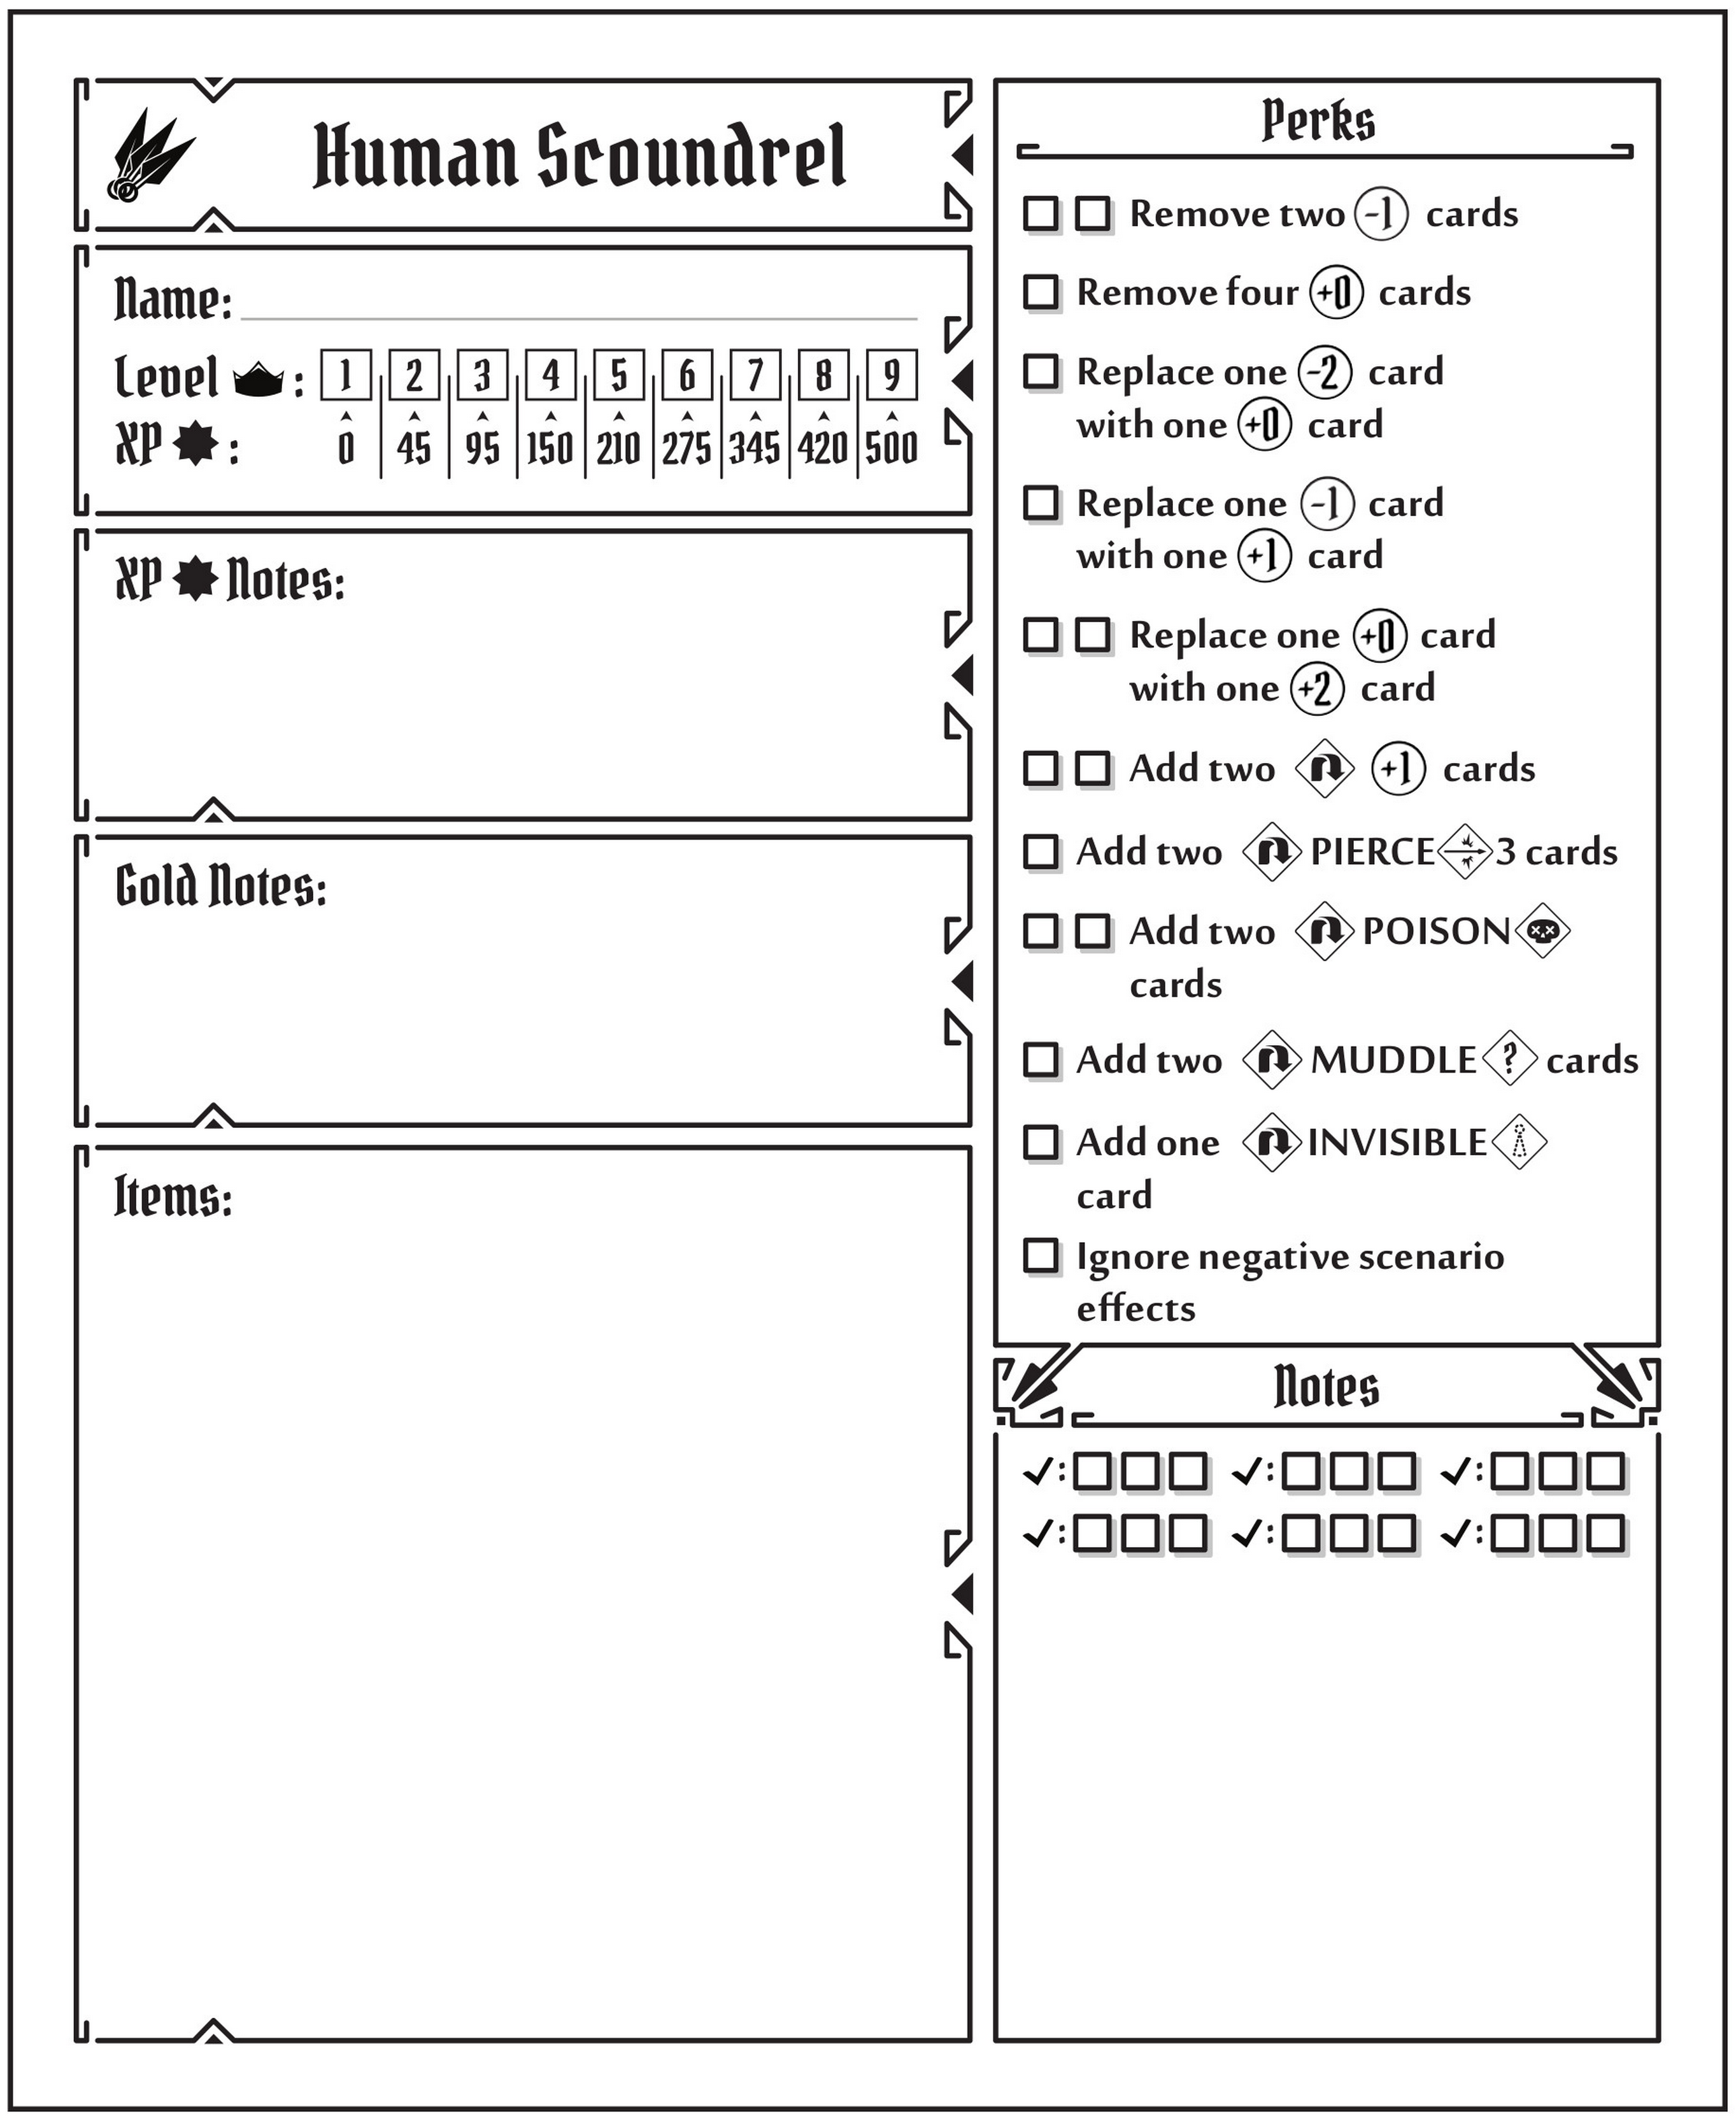 Human Scoundrel
Name:
Level :
1 2 3 4 5 6 7 8 9
XP :
0 45 95 150 210 275 345 420 500
XP Notes:
Gold Notes:
Items:
Perks
Remove two -1 cards
Remove four +0 cards
Replace one -2 card
with one +0 card
Replace one -1 card
with one +1 card
Replace one +0 card
with one +2 card
Add two +1 cards
Add two PIERCE 3 cards
Add two POISON
cards
Add two MUDDLE ? cards
Add one INVISIBLE
card
Ignore negative scenario
effects
Notes
✓: ✓: ✓:
✓: ✓: ✓: